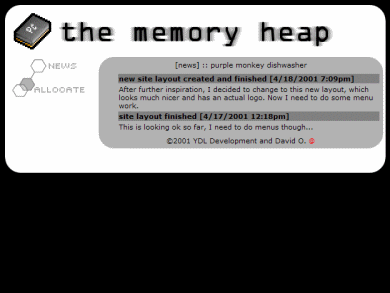 the memory heap
NEWS
ALLOCATE
[news] :: purple monkey dishwasher
new site layout created and finished [4/18/2001 7:09pm]
After further inspiration, I decided to change to this new layout, which
looks much nicer and has an actual logo. Now I need to do some menu
work.
site layout finished [4/17/2001 12:18pm]
This is looking ok so far, I need to do menus though...
©2001 YDL Development and David O.